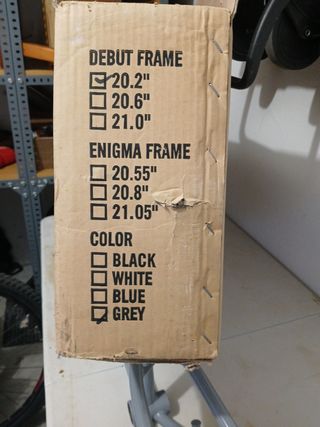 DEBUT FRAME
20.2"
20.6"
21.0"
ENIGMA FRAME
20.55"
20.8"
21.05"
COLOR
BLACK
WHITE
BLUE
GREY